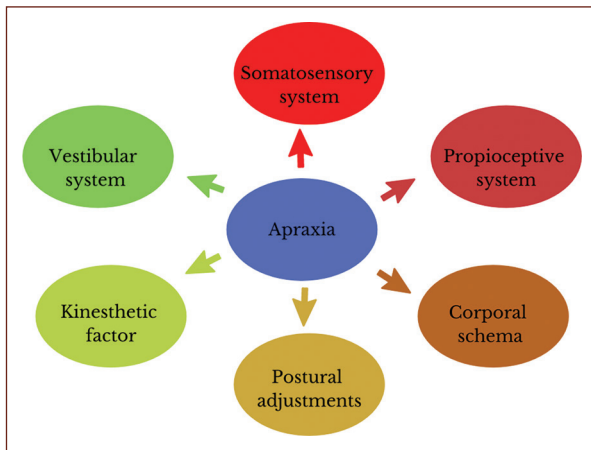 Somatosensory
system
Vestibular
system
Propioceptive
system
Apraxia
Kinesthetic
factor
Corporal
schema
Postural
adjustments